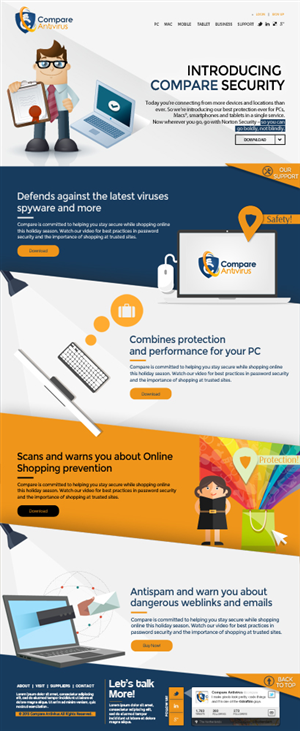 LOGIN | SIGN UP
Compare
Antivirus
PC MAC MOBILE TABLET BUSINESS SUPPORT
INTRODUCING
COMPARE SECURITY
Today you're connecting from more devices and locations than
ever. So we're introducing our best protection ever for PCs,
Macs®, smartphones and tablets in a single service.
Now wherever you go, go with Norton Security - so you can
go boldly, not blindly.
DOWNLOAD
OUR
SUPPORT
Defends against the latest viruses
spyware and more
Compare is committed to helping you stay secure while shopping online
this holiday season. Watch our video for best practices in password
security and the importance of shopping at trusted sites.
Download
Safety!
Compare
Antivirus
Combines protection
and performance for your PC
Compare is committed to helping you stay secure while shopping online
this holiday season. Watch our video for best practices in password security
and the importance of shopping at trusted sites.
Download
Scans and warns you about Online
Shopping prevention
Compare is committed to helping you stay secure while shopping online
this holiday season. Watch our video for best practices in password security
and the importance of shopping at trusted sites.
Download
Protection!
Antispam and warn you about
dangerous weblinks and emails
Compare is committed to helping you stay secure while shopping online
this holiday season. Watch our video for best practices in password security
and the importance of shopping at trusted sites.
Buy Now
BACK
TO TOP
ABOUT | VISIT | SUPPLIERS | CONTACT
Let's talk
More!
FOLLOW ME
Compare Antivirus